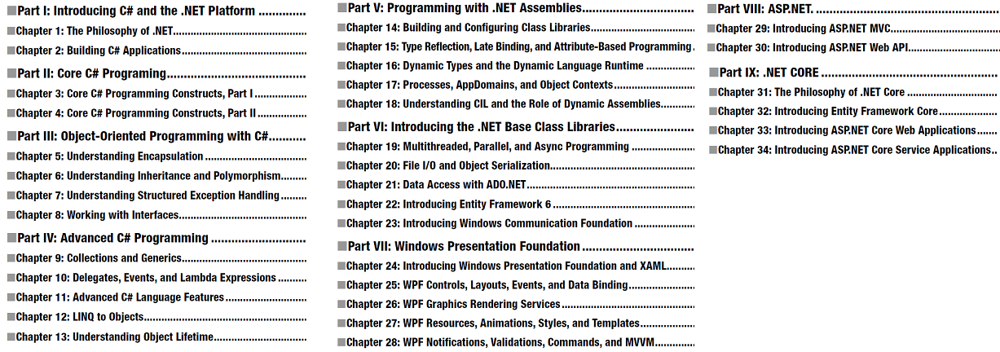 Part I: Introducing C# and the .NET Platform ..............
Chapter 1: The Philosophy of .NET..............
Chapter 2: Building C# Applications..............
Part II: Core C# Programing..............
Chapter 3: Core C# Programming Constructs, Part I ..............
Chapter 4: Core C# Programming Constructs, Part II ..............
Part III: Object-Oriented Programming with C#...........
Chapter 5: Understanding Encapsulation ..............
Chapter 6: Understanding Inheritance and Polymorphism.........
Chapter 7: Understanding Structured Exception Handling .........
Chapter 8: Working with Interfaces..............
Part IV: Advanced C# Programming ..............
Chapter 9: Collections and Generics..............
Chapter 10: Delegates, Events, and Lambda Expressions ..........
Chapter 11: Advanced C# Language Features ..............
Chapter 12: LINQ to Objects..............
Chapter 13: Understanding Object Lifetime..............
Part V: Programming with .NET Assemblies..............
Chapter 14: Building and Configuring Class Libraries..............
Chapter 15: Type Reflection, Late Binding, and Attribute-Based Programming.
Chapter 16: Dynamic Types and the Dynamic Language Runtime ..............
Chapter 17: Processes, AppDomains, and Object Contexts ..............
Chapter 18: Understanding CIL and the Role of Dynamic Assemblies...........
Part VI: Introducing the .NET Base Class Libraries..............
Chapter 19: Multithreaded, Parallel, and Async Programming ..............
Chapter 20: File I/O and Object Serialization..............
Chapter 21: Data Access with ADO.NET..............
Chapter 22: Introducing Entity Framework 6 ..............
Chapter 23: Introducing Windows Communication Foundation ..............
Part VII: Windows Presentation Foundation ..............
Chapter 24: Introducing Windows Presentation Foundation and XAML.........
Chapter 25: WPF Controls, Layouts, Events, and Data Binding..............
Chapter 26: WPF Graphics Rendering Services..............
Chapter 27: WPF Resources, Animations, Styles, and Templates..............
Chapter 28: WPF Notifications, Validations, Commands, and MVVM.............
Part VIII: ASP.NET. ..............
Chapter 29: Introducing ASP.NET MVC..............
Chapter 30: Introducing ASP.NET Web API..............
Part IX: .NET CORE ..............
Chapter 31: The Philosophy of .NET Core ..............
Chapter 32: Introducing Entity Framework Core..............
Chapter 33: Introducing ASP.NET Core Web Applications.......
Chapter 34: Introducing ASP.NET Core Service Applications..